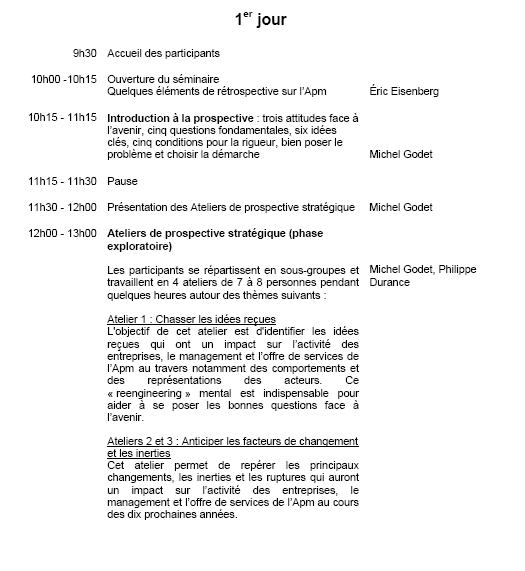 1er jour
9h30 Accueil des participants
10h00 -10h15 Ouverture du séminaire
Quelques éléments de rétrospective sur l'Apm Éric Eisenberg
10h15 - 11h15 Introduction à la prospective : trois attitudes face à
l'avenir, cinq questions fondamentales, six idées
clés, cinq conditions pour la rigueur, bien poser le
problème et choisir la démarche Michel Godet
11h15 - 11h30 Pause
11h30 - 12h00 Présentation des Ateliers de prospective stratégique Michel Godet
12h00 - 13h00 Ateliers de prospective stratégique (phase
exploratoire)
Les participants se répartissent en sous-groupes et Michel Godet, Philippe
travaillent en 4 ateliers de 7 à 8 personnes pendant Durance
quelques heures autour des thèmes suivants :
Atelier 1 : Chasser les idées reçues
L'objectif de cet atelier est d'identifier les idées
reçues qui ont un impact sur l'activité des
entreprises, le management et l'offre de services de
l'Apm au travers notamment des comportements et
des représentations des acteurs. Ce
« reengineering » mental est indispensable pour
aider à se poser les bonnes questions face à
l'avenir.
Ateliers 2 et 3 : Anticiper les facteurs de changement
et les inerties
Cet atelier permet de repérer les principaux
changements, les inerties et les ruptures qui auront
un impact sur l'activité des entreprises, le
management et l'offre de services de l'Apm au cours
des dix prochaines années.